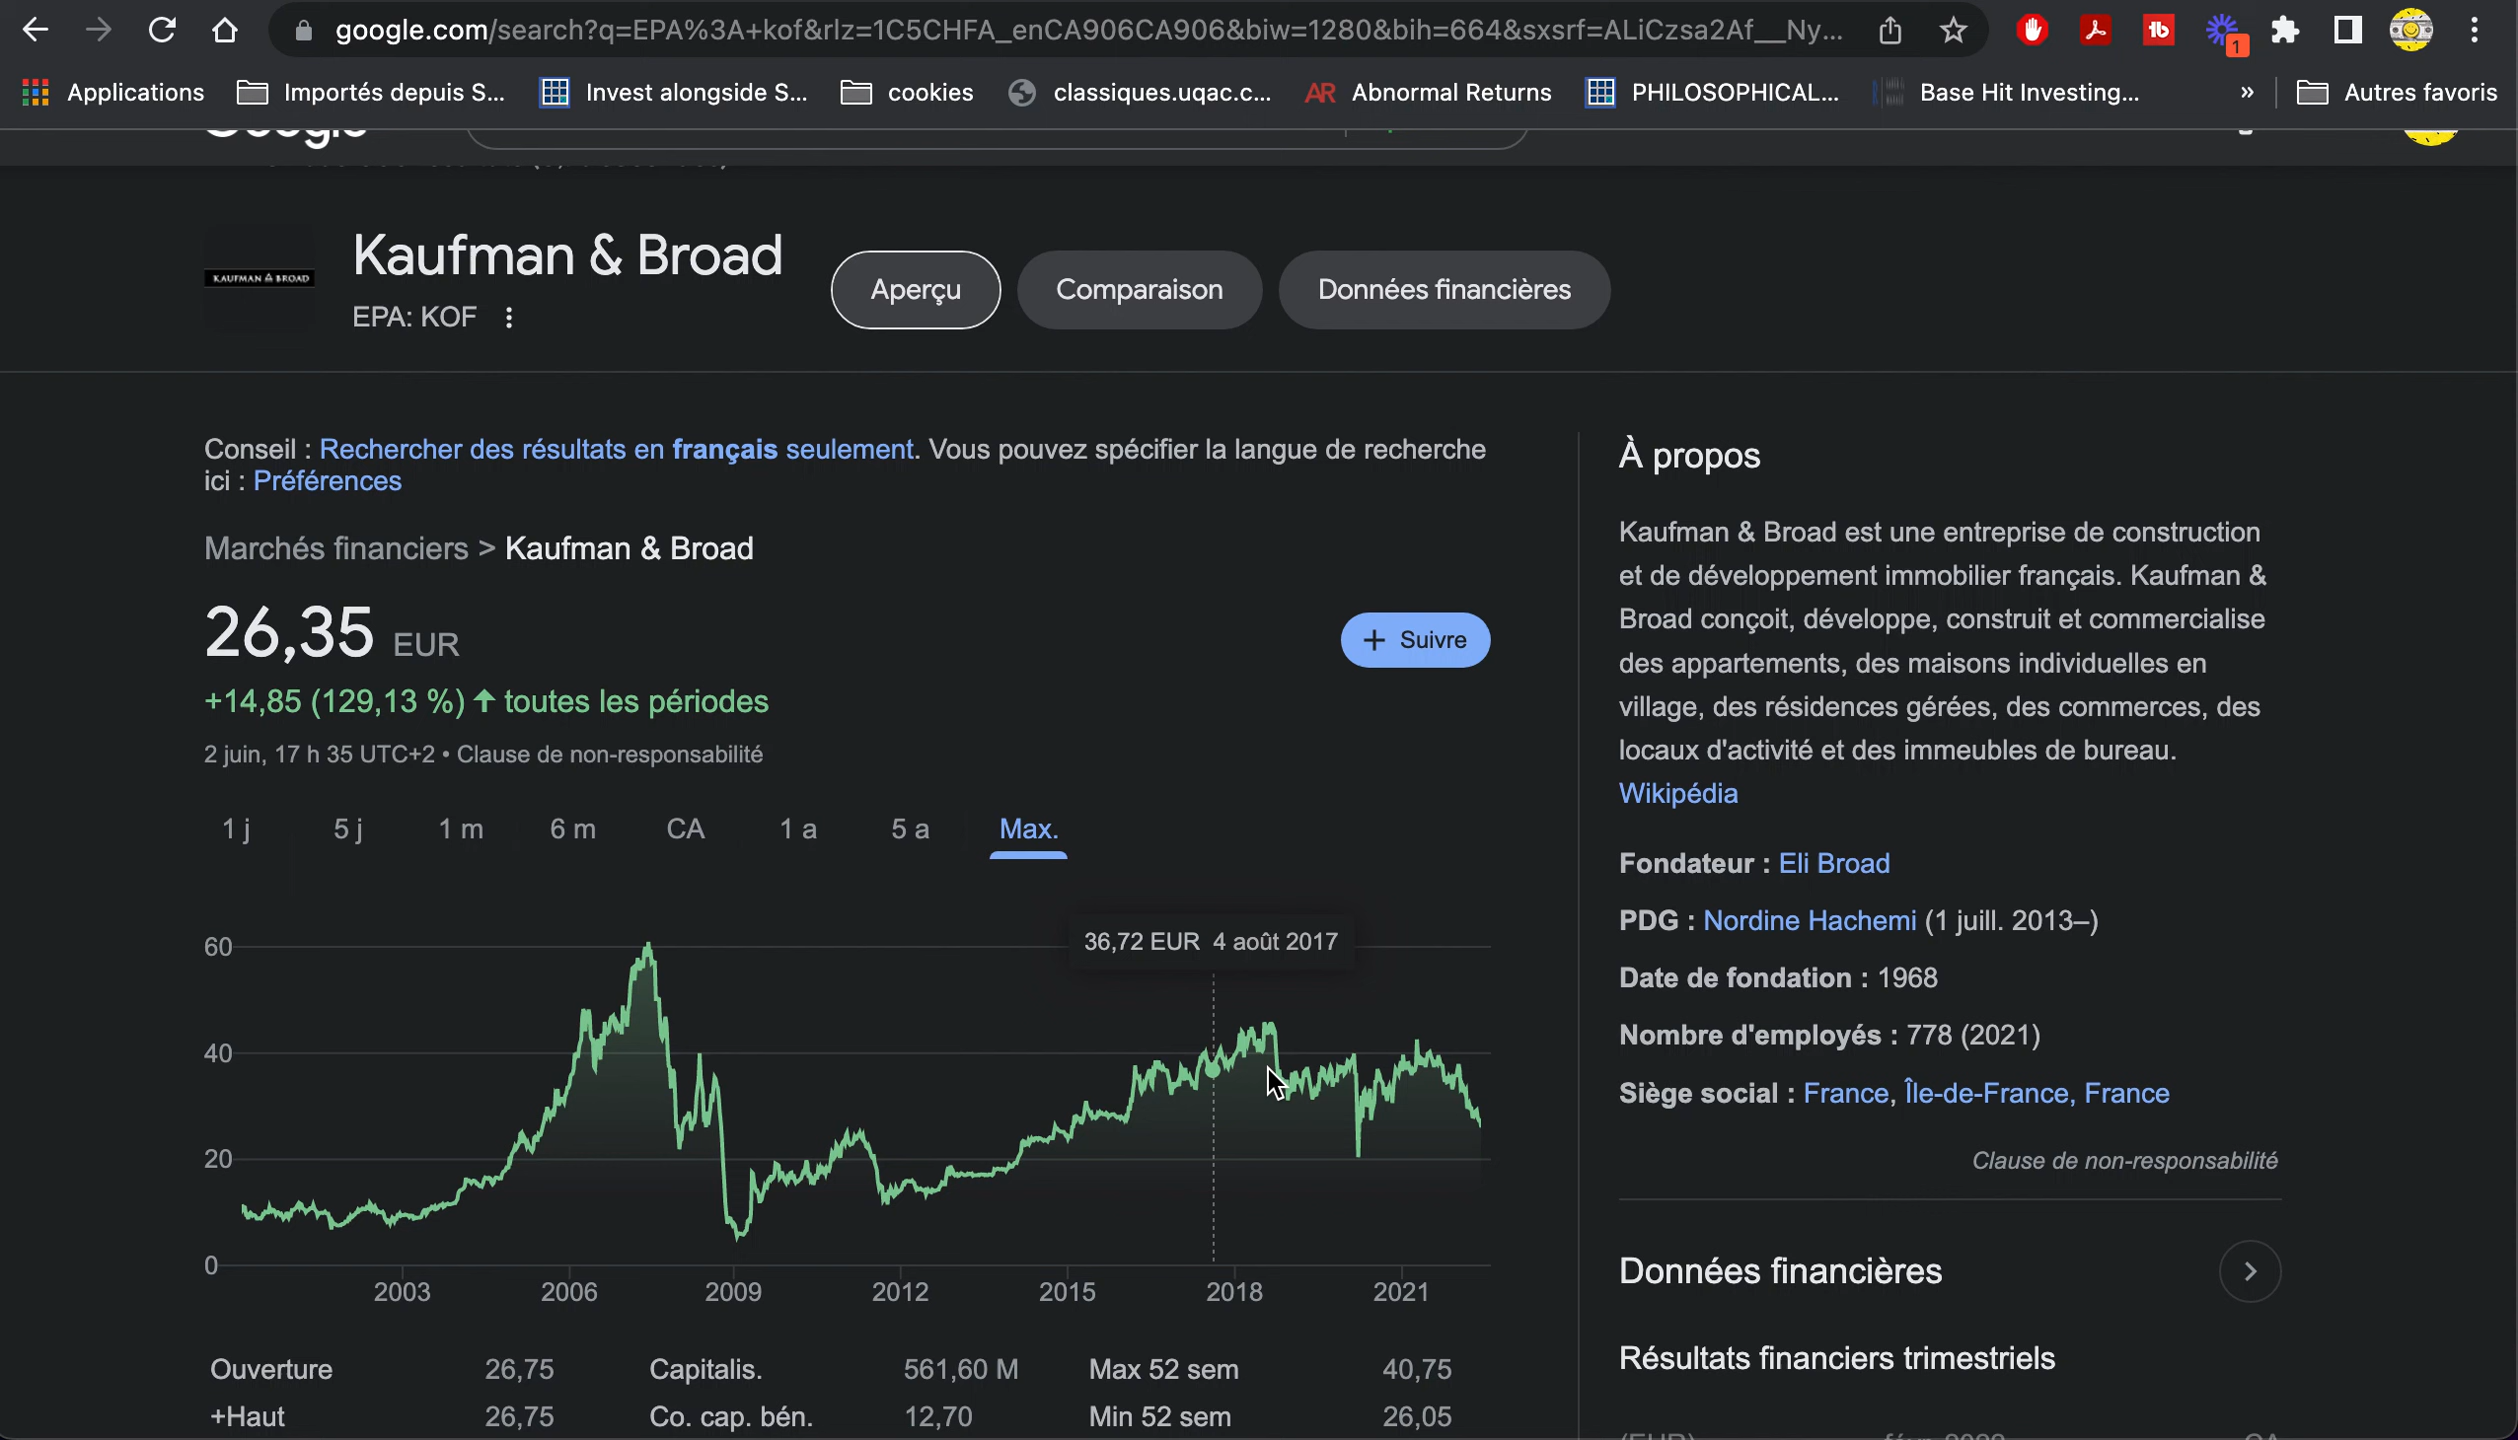 google.com/search?q=EPA%3A+kof&rlz=1C5CHFA_enCA906CA906&biw=1280&bih=664&sxsrf=ALiCzsa2Af__Ny...
1
Applications
Importés depuis S...
Invest alongside S...
cookies
classiques.uqac.c...
AR Abnormal Returns
PHILOSOPHICAL...
Base Hit Investing...
»
Autres favoris
Google
KAUFMAN & BROAD
Kaufman & Broad
EPA: KOF
Aperçu
Comparaison
Données financières
Conseil : Rechercher des résultats en français seulement. Vous pouvez spécifier la langue de recherche
ici : Préférences
Marchés financiers > Kaufman & Broad
26,35 EUR
+ Suivre
+14,85 (129,13 %) ↑ toutes les périodes
2 juin, 17 h 35 UTC+2 • Clause de non-responsabilité
1 j 5 j 1 m 6 m CA 1 a 5 a Max.
36,72 EUR 4 août 2017
60
40
20
0
2003 2006 2009 2012 2015 2018 2021
Ouverture 26,75 Capitalis. 561,60 M Max 52 sem 40,75
+Haut 26,75 Co. cap. bén. 12,70 Min 52 sem 26,05
À propos
Kaufman & Broad est une entreprise de construction
et de développement immobilier français. Kaufman &
Broad conçoit, développe, construit et commercialise
des appartements, des maisons individuelles en
village, des résidences gérées, des commerces, des
locaux d'activité et des immeubles de bureau.
Wikipédia
Fondateur : Eli Broad
PDG : Nordine Hachemi (1 juill. 2013–)
Date de fondation : 1968
Nombre d'employés : 778 (2021)
Siège social : France, Île-de-France, France
Clause de non-responsabilité
Données financières
Résultats financiers trimestriels